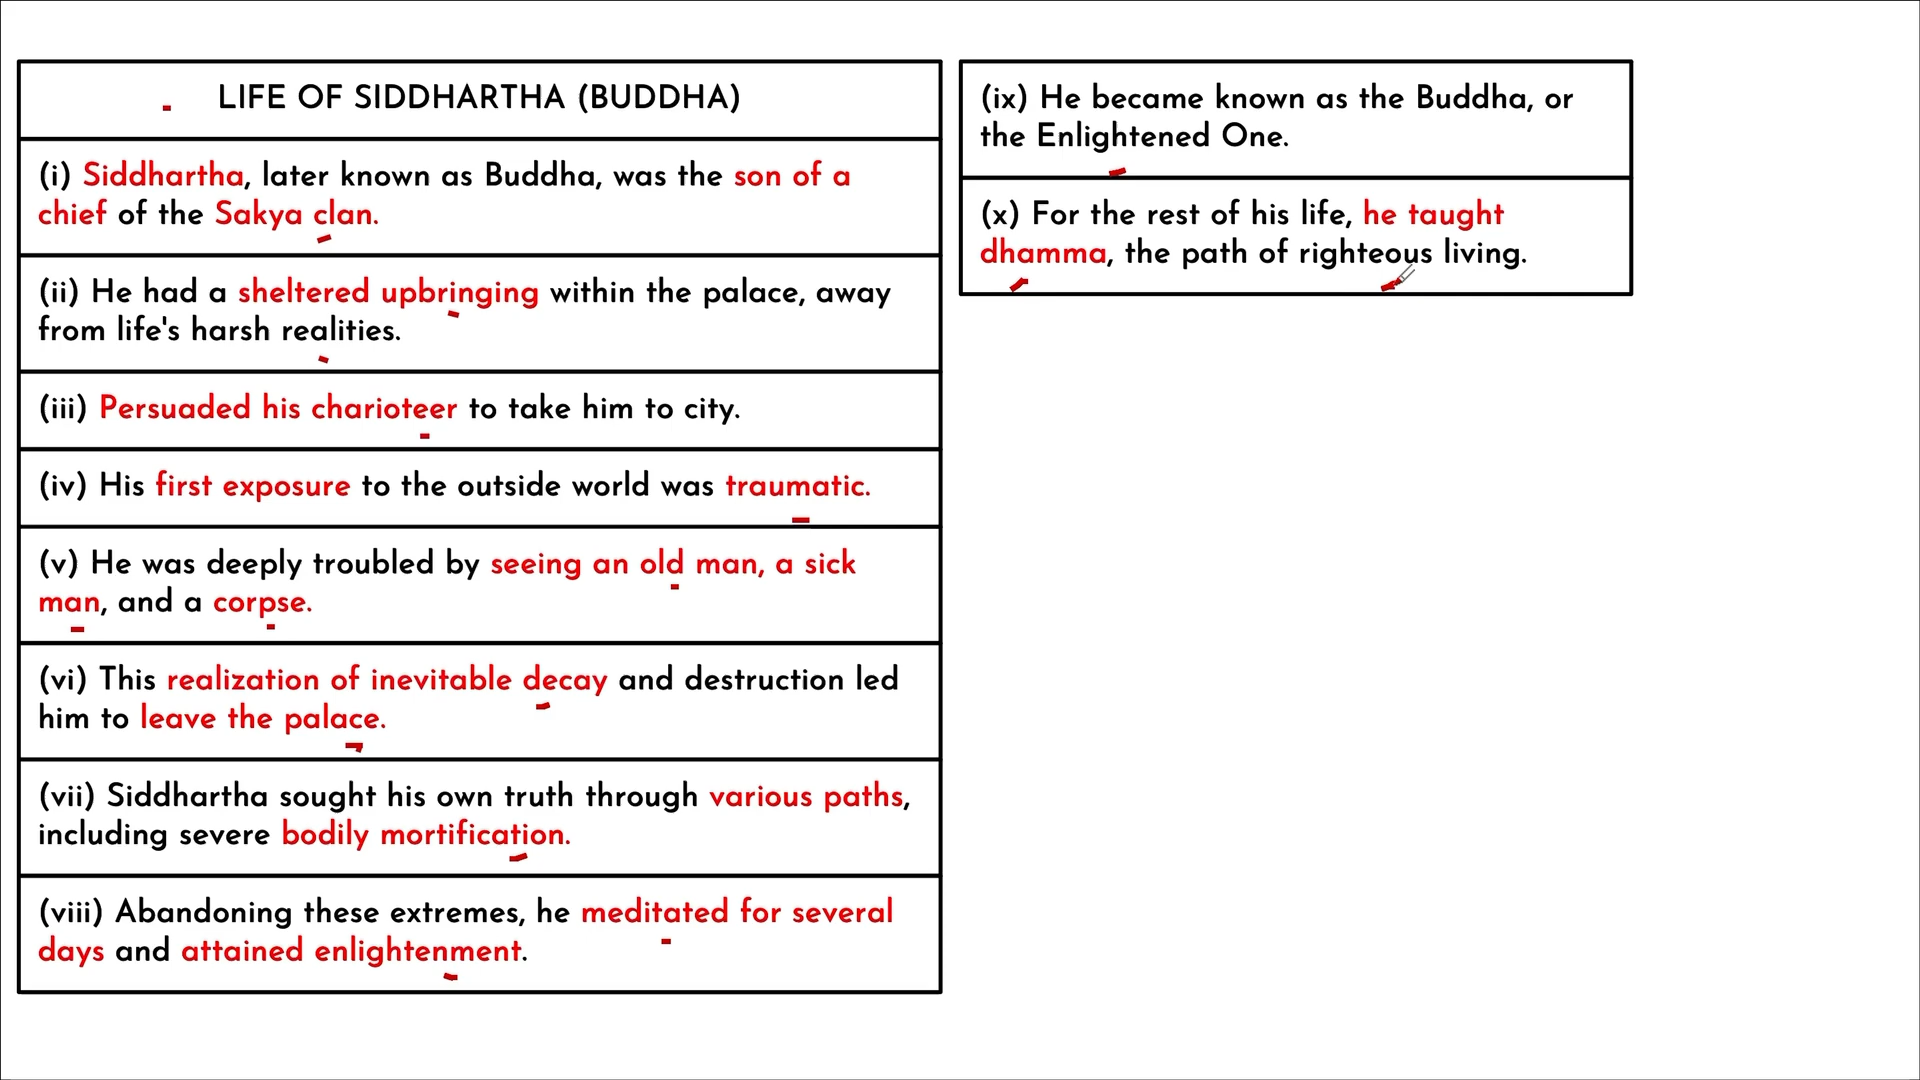 LIFE OF SIDDHARTHA (BUDDHA)
(i) Siddhartha, later known as Buddha, was the son of a
chief of the Sakya clan.
(ii) He had a sheltered upbringing within the palace, away
from life's harsh realities.
(iii) Persuaded his charioteer to take him to city.
(iv) His first exposure to the outside world was traumatic.
(v) He was deeply troubled by seeing an old man, a sick
man, and a corpse.
(vi) This realization of inevitable decay and destruction led
him to leave the palace.
(vii) Siddhartha sought his own truth through various paths,
including severe bodily mortification.
(viii) Abandoning these extremes, he meditated for several
days and attained enlightenment.
(ix) He became known as the Buddha, or
the Enlightened One.
(x) For the rest of his life, he taught
dhamma, the path of righteous living.